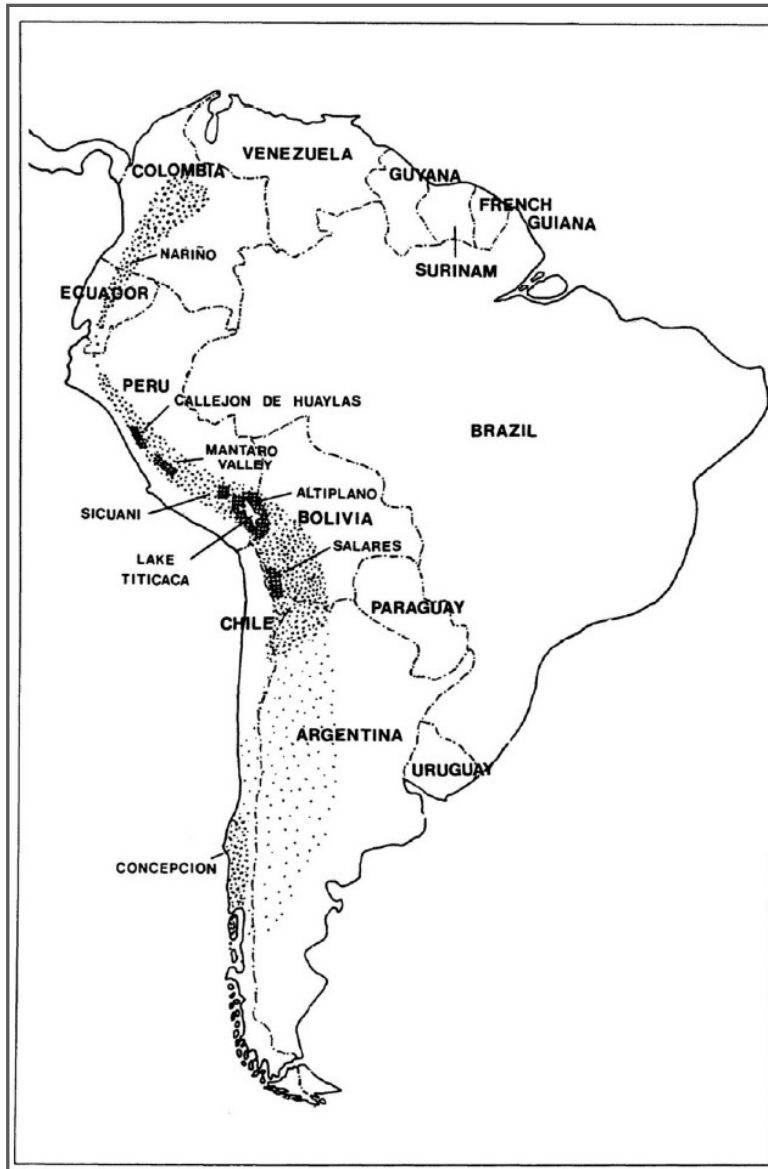 VENEZUELA
COLOMBIA
GUYANA
FRENCH
GUIANA
NARIÑO
SURINAM
ECUADOR
PERU
CALLEJON DE HUAYLAS
BRAZIL
MANTARO
VALLEY
ALTIPLANO
SICUANI
BOLIVIA
SALARES
LAKE
TITICACA
PARAGUAY
CHILE
ARGENTINA
URUGUAY
CONCEPCION